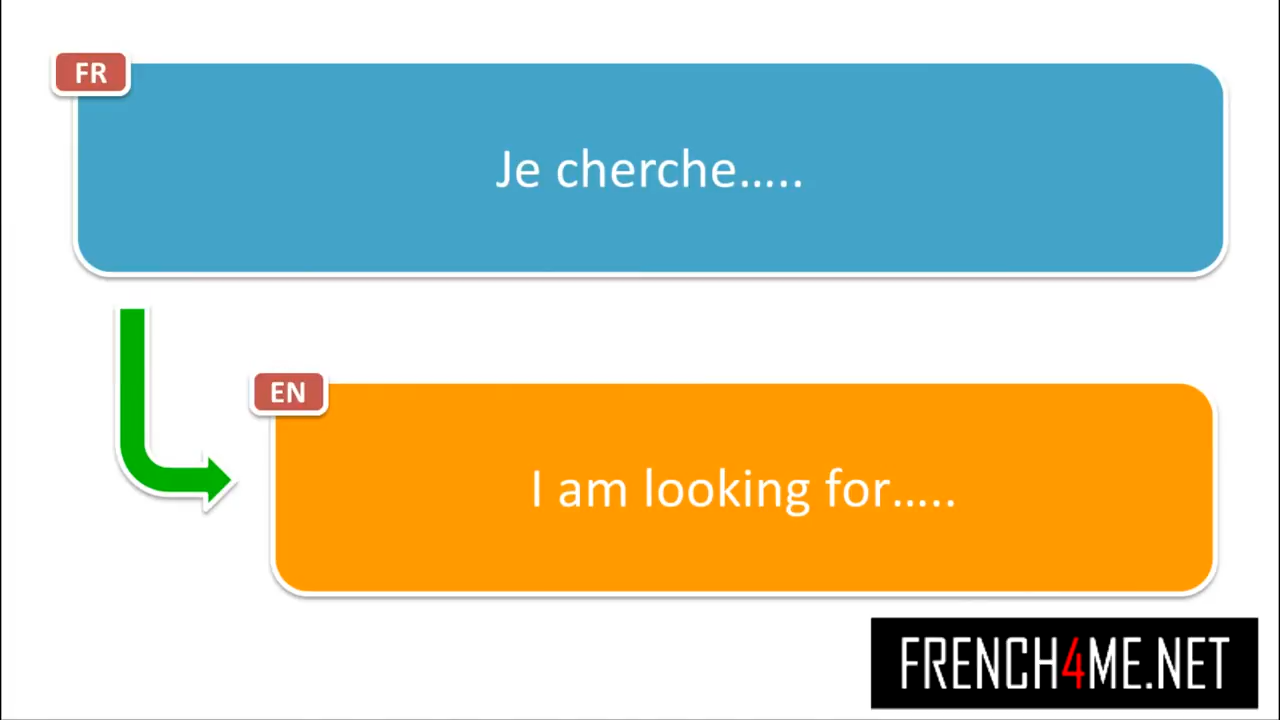 FR
Je cherche.....
EN
I am looking for.....
FRENCH4ME.NET